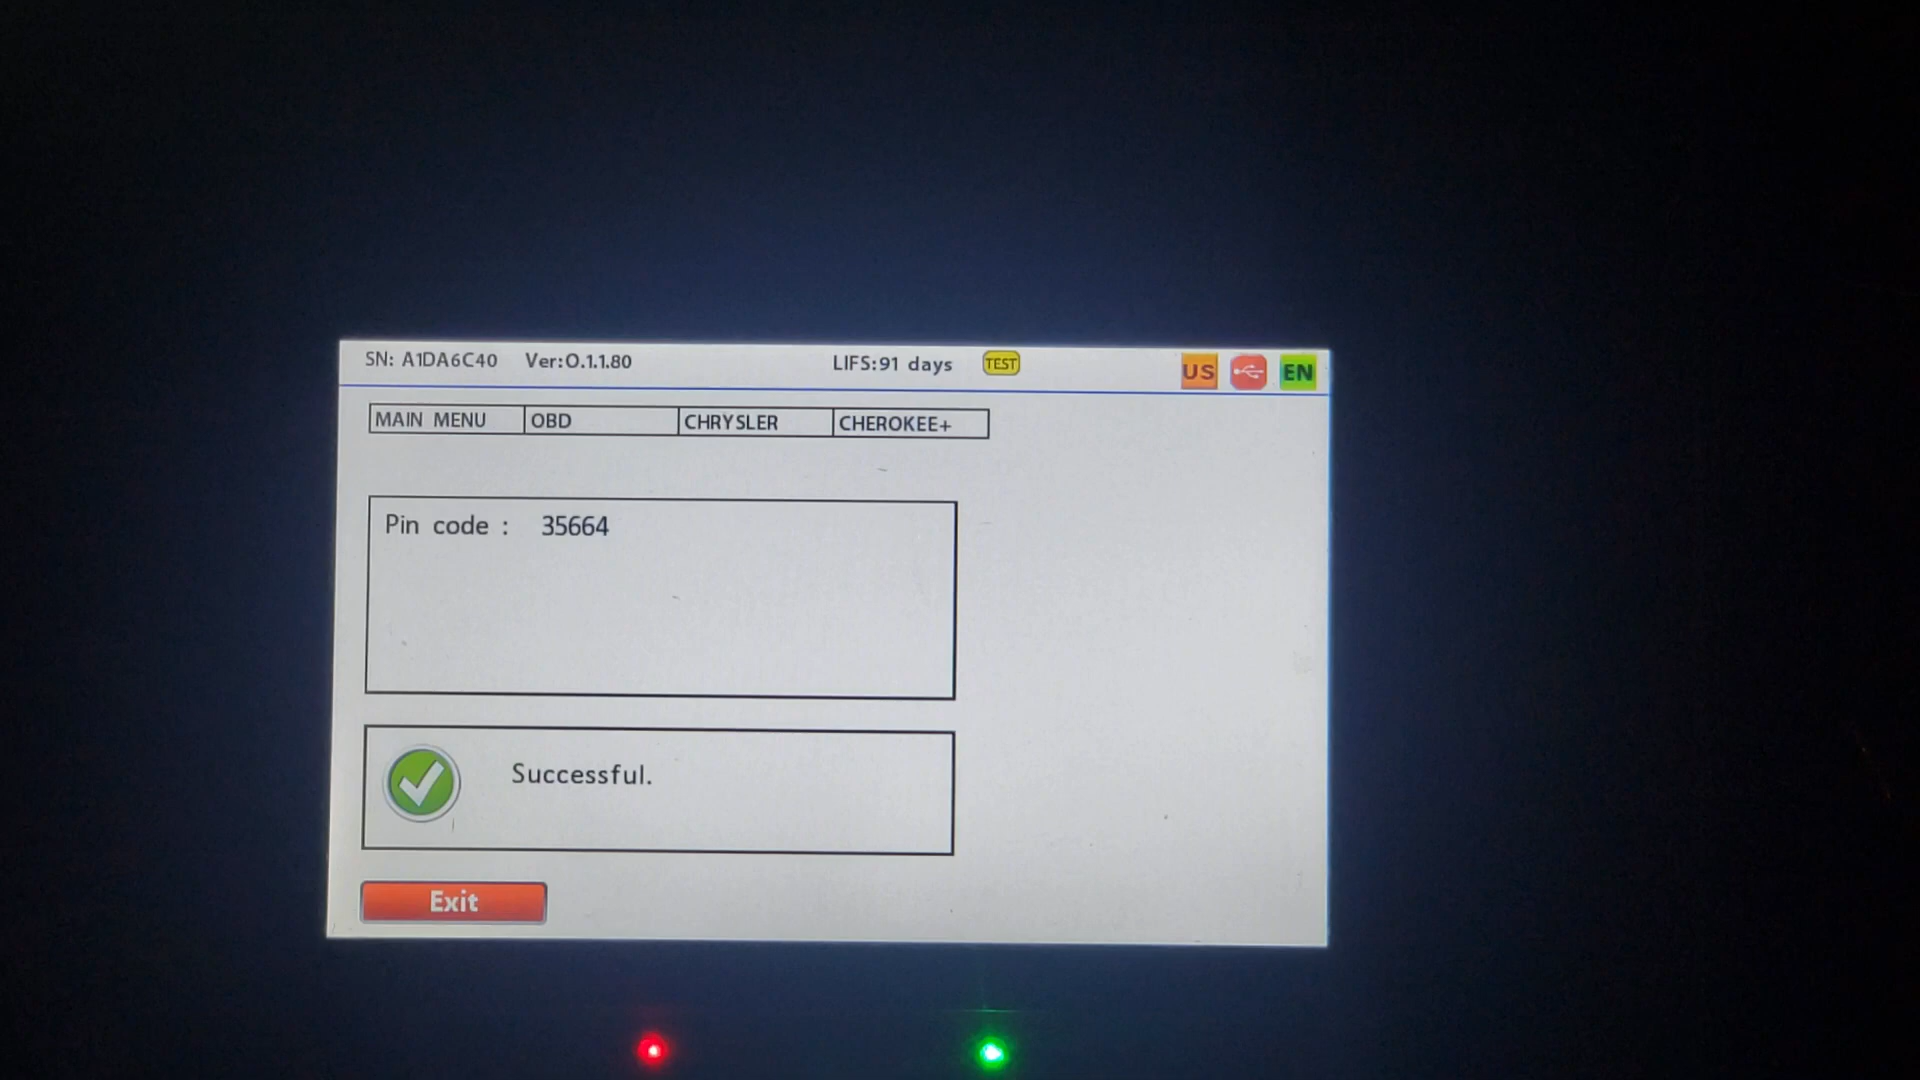 SN: A1DA6C40 Ver:O.1.1.80 LIFS:91 days TEST US EN
MAIN MENU OBD CHRYSLER CHEROKEE+
Pin code : 35664
Successful.
Exit